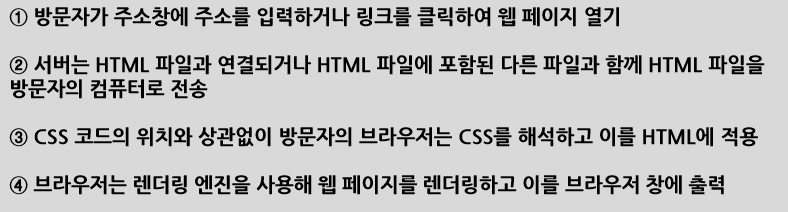 ① 방문자가 주소창에 주소를 입력하거나 링크를 클릭하여 웹 페이지 열기
② 서버는 HTML 파일과 연결되거나 HTML 파일에 포함된 다른 파일과 함께 HTML 파일을
방문자의 컴퓨터로 전송
③ CSS 코드의 위치와 상관없이 방문자의 브라우저는 CSS를 해석하고 이를 HTML에 적용
④ 브라우저는 렌더링 엔진을 사용해 웹 페이지를 렌더링하고 이를 브라우저 창에 출력